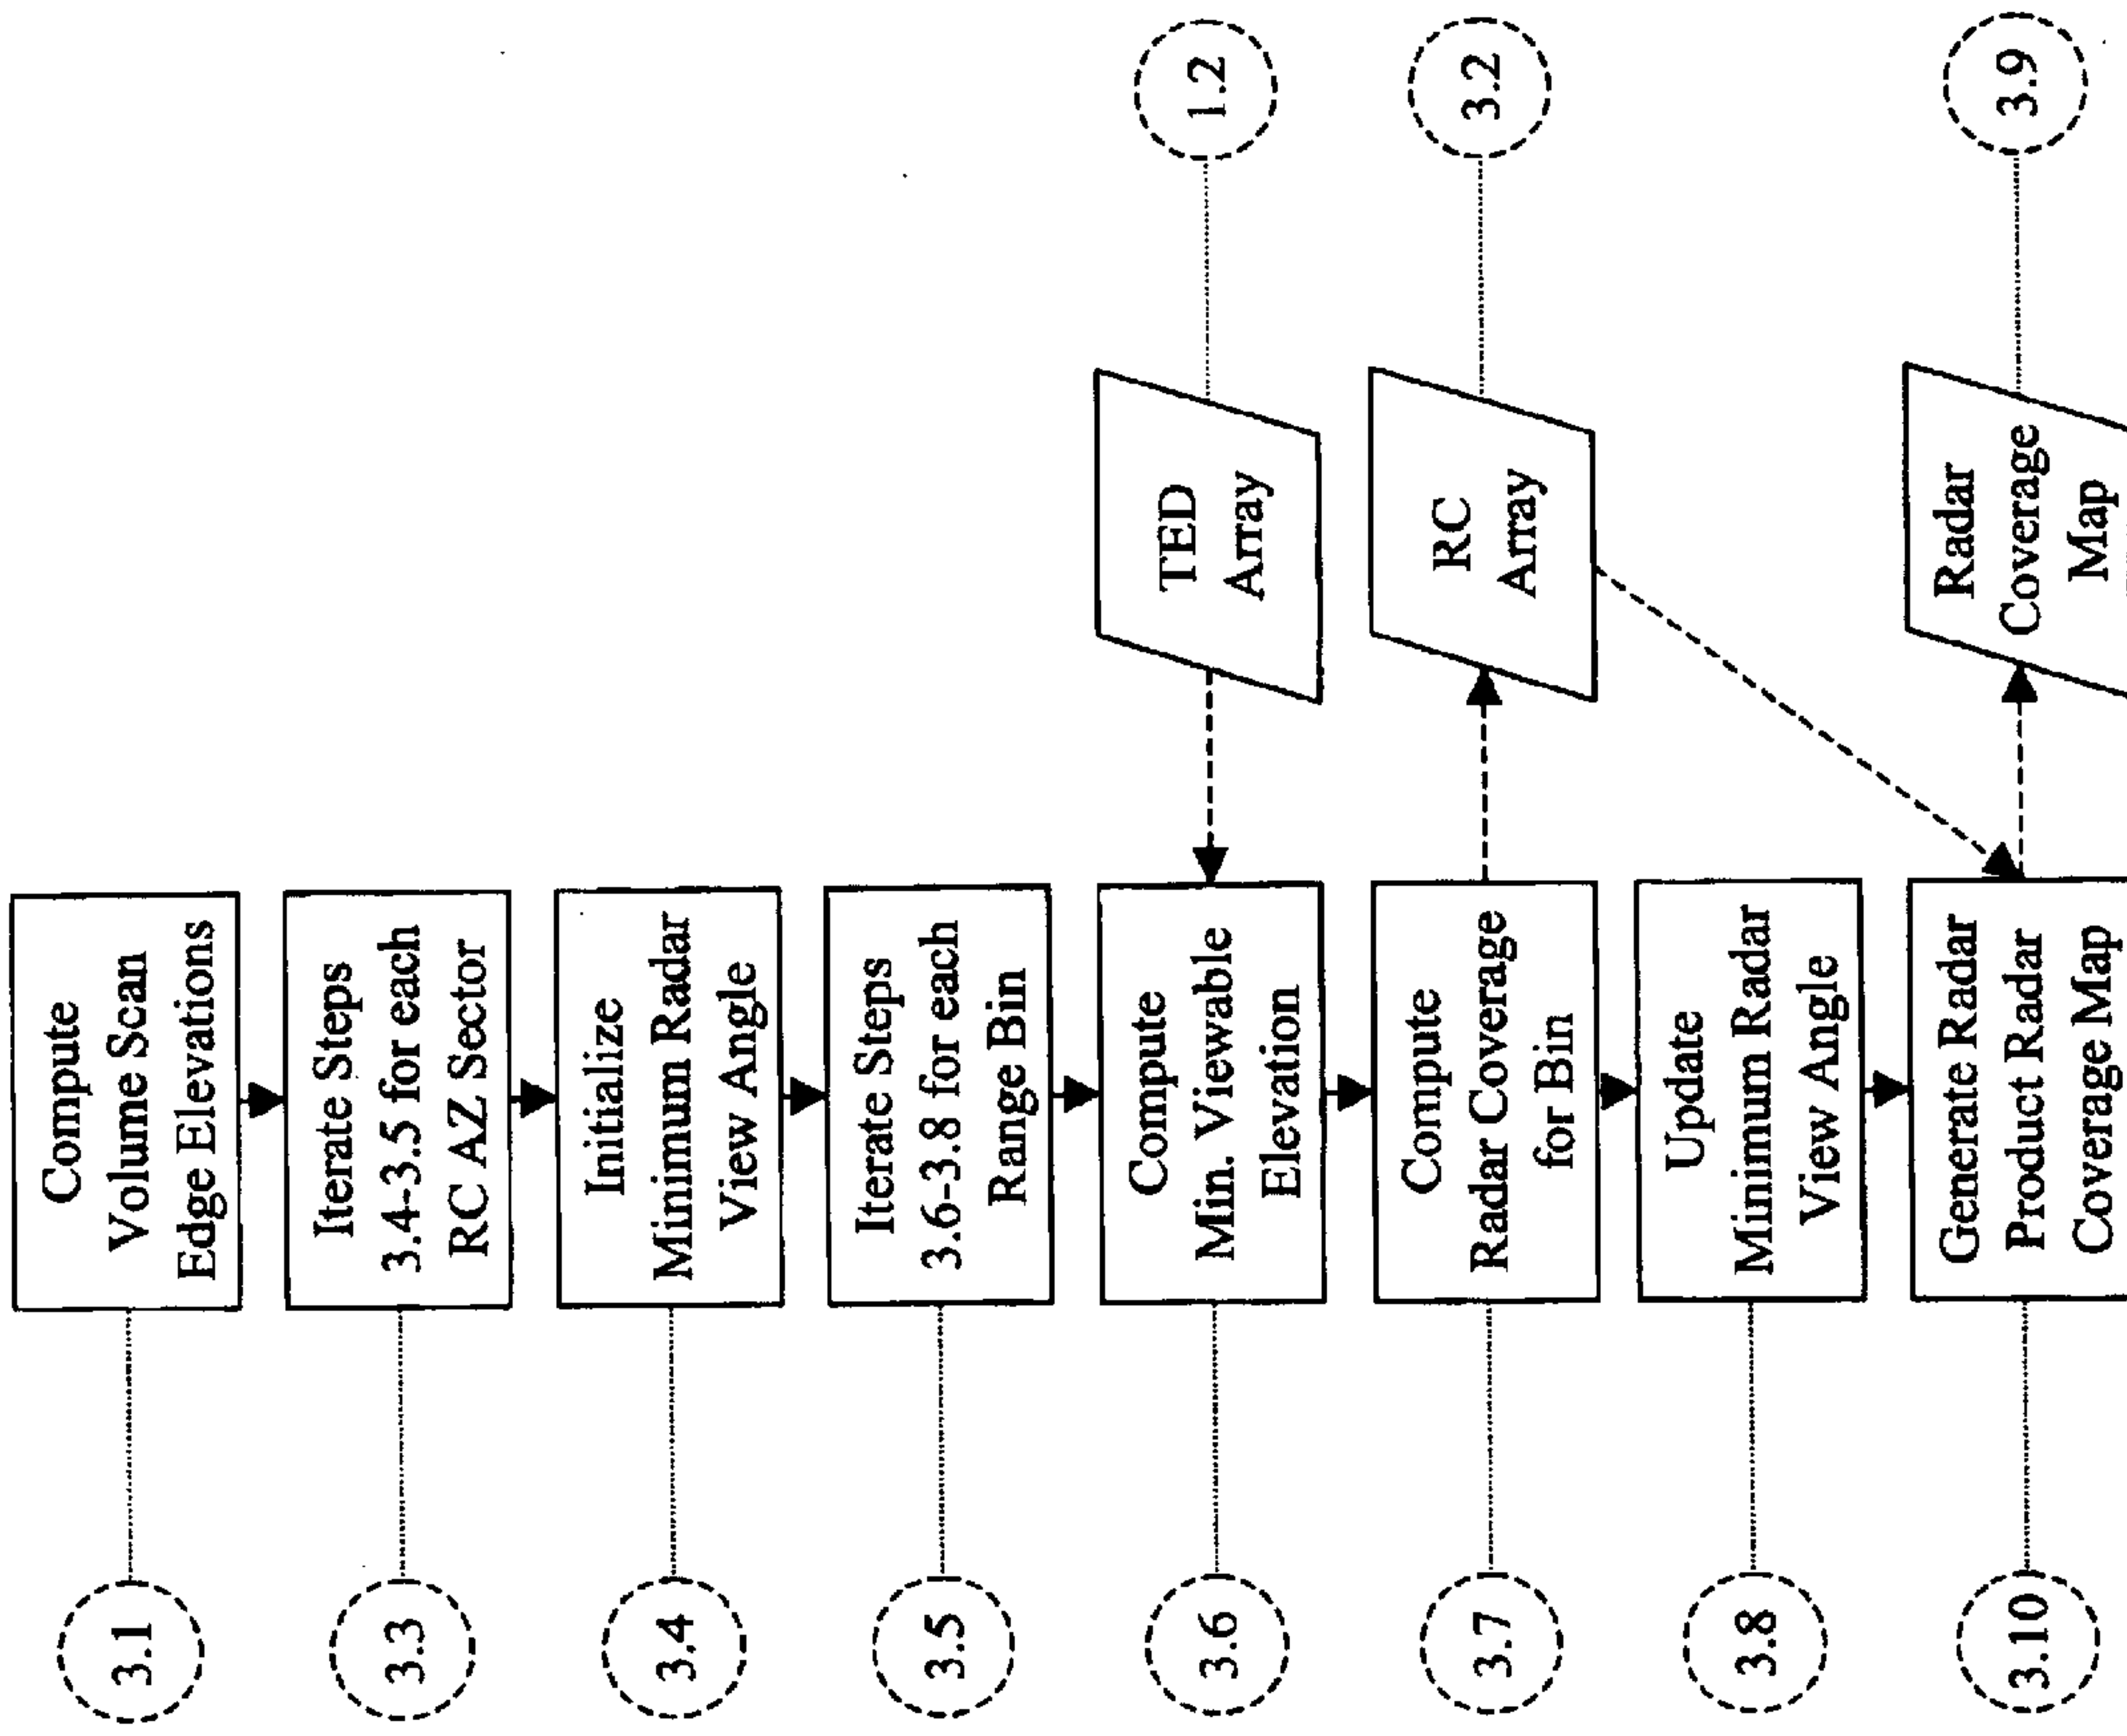 3.1
Compute
Volume Scan
Edge Elevations
3.3
Iterate Steps
3.4-3.5 for each
RC AZ Sector
3.4
Initialize
Minimum Radar
View Angle
3.5
Iterate Steps
3.6-3.8 for each
Range Bin
3.6
Compute
Min. Viewable
Elevation
TED
Array
1.2
3.7
Compute
Radar Coverage
for Bin
RC
Array
3.2
3.8
Update
Minimum Radar
View Angle
3.10
Generate Radar
Product Radar
Coverage Map
Radar
Coverage
Map
3.9